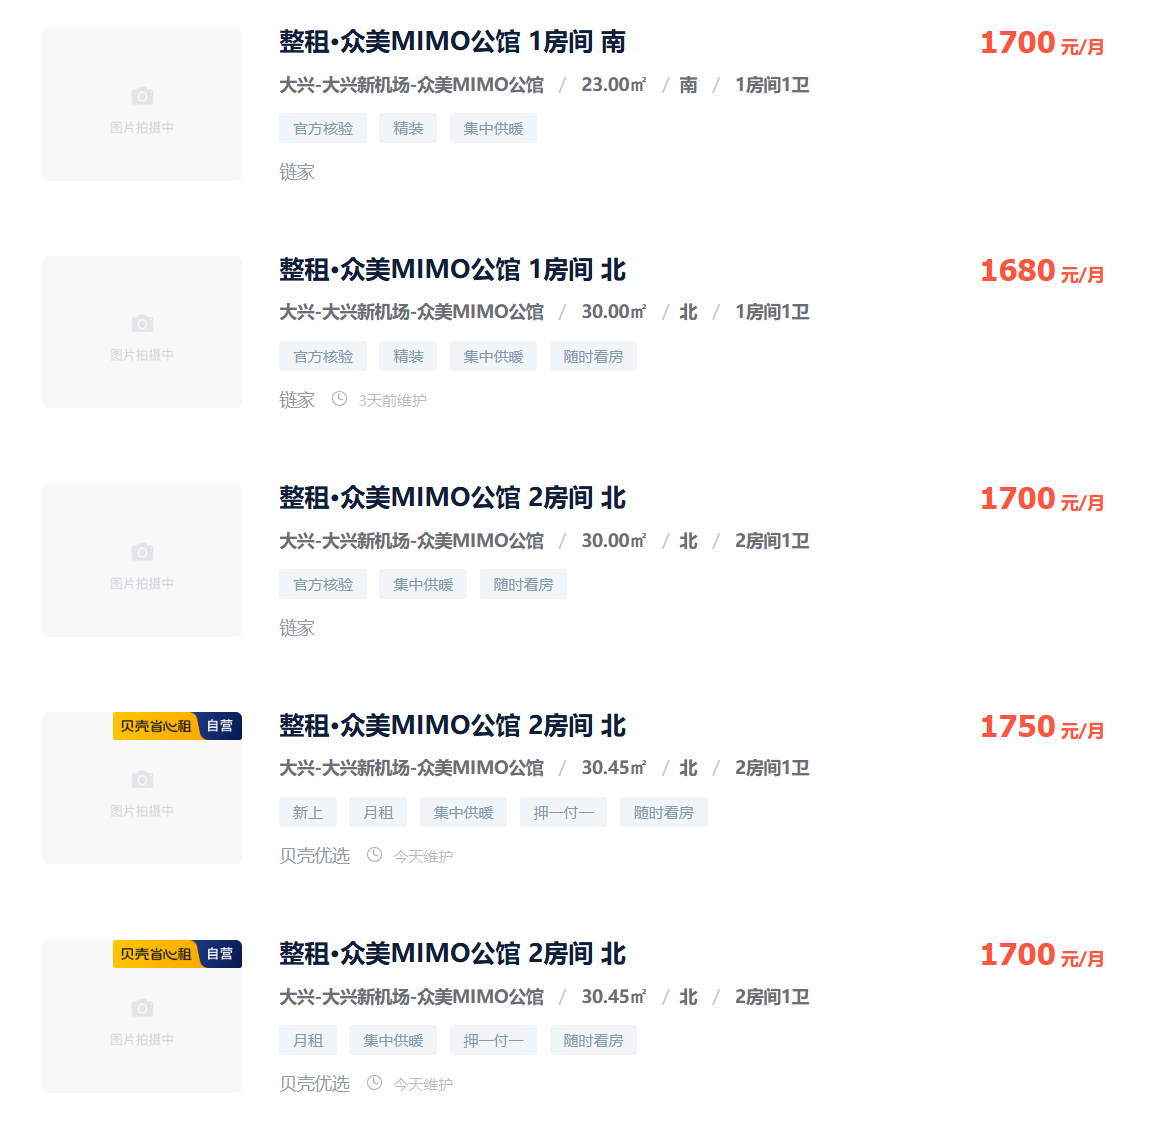 整租·众美MIMO公馆 1房间 南
1700 元/月
大兴-大兴新机场-众美MIMO公馆 / 23.00㎡ / 南 / 1房间1卫
图片拍摄中
官方核验 精装 集中供暖
链家
整租·众美MIMO公馆 1房间 北
1680 元/月
大兴-大兴新机场-众美MIMO公馆 / 30.00㎡ / 北 / 1房间1卫
图片拍摄中
官方核验 精装 集中供暖 随时看房
链家 3天前维护
整租·众美MIMO公馆 2房间 北
1700 元/月
大兴-大兴新机场-众美MIMO公馆 / 30.00㎡ / 北 / 2房间1卫
图片拍摄中
官方核验 集中供暖 随时看房
链家
贝壳省心租 自营
整租·众美MIMO公馆 2房间 北
1750 元/月
大兴-大兴新机场-众美MIMO公馆 / 30.45㎡ / 北 / 2房间1卫
图片拍摄中
新上 月租 集中供暖 押一付一 随时看房
贝壳优选 今天维护
贝壳省心租 自营
整租·众美MIMO公馆 2房间 北
1700 元/月
大兴-大兴新机场-众美MIMO公馆 / 30.45㎡ / 北 / 2房间1卫
图片拍摄中
月租 集中供暖 押一付一 随时看房
贝壳优选 今天维护